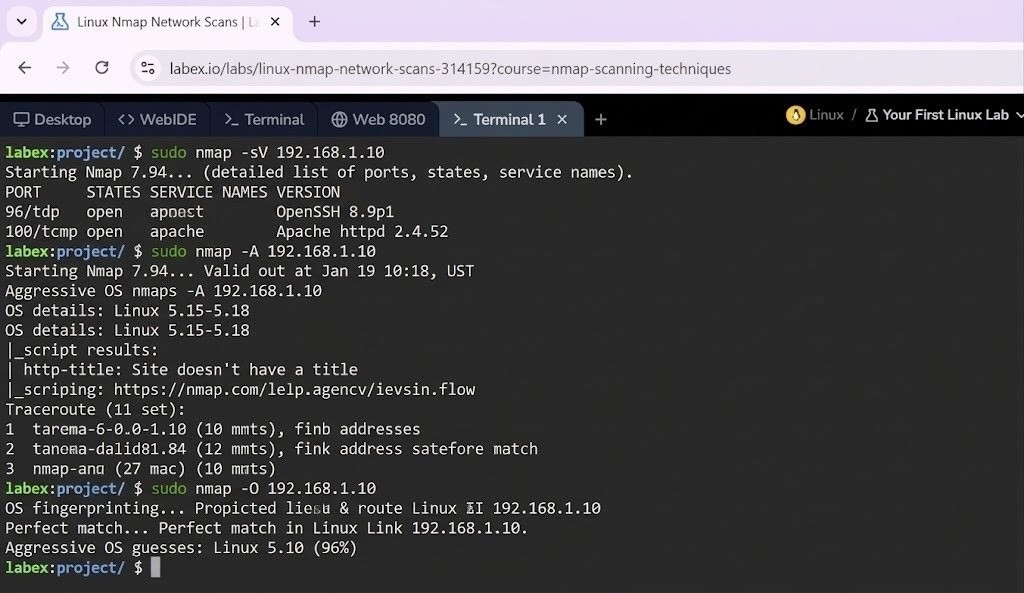 Linux Nmap Network Scans | La
labex.io/labs/linux-nmap-network-scans-314159?course=nmap-scanning-techniques
Desktop WebIDE Terminal Web 8080 Terminal 1 Linux / Your First Linux Lab
labex:project/ $ sudo nmap -sV 192.168.1.10
Starting Nmap 7.94... (detailed list of ports, states, service names).
PORT STATES SERVICE NAMES VERSION
96/tdp open OpenSSH 8.9p1
100/tcmp open apache Apache httpd 2.4.52
labex:project/ $ sudo nmap -A 192.168.1.10
Starting Nmap 7.94... Valid out at Jan 19 10:18, UST
Aggressive OS nmaps -A 192.168.1.10
OS details: Linux 5.15-5.18
OS details: Linux 5.15-5.18
|_script results:
| http-title: Site doesn't have a title
|_scriping: https://nmap.com/lelp.agencv/ievsin.flow
Traceroute (11 set):
1 tarema-6-0.0-1.10 (10 mmts), finb addresses
2 (12 mmts), fink address satefore match
3 nmap-ang (27 mac) (10 mmts)
labex:project/ $ sudo nmap -O 192.168.1.10
OS fingerprinting... Propicted & route Linux 192.168.1.10
Perfect match... Perfect match in Linux Link 192.168.1.10.
Aggressive OS guesses: Linux 5.10 (96%)
labex:project/ $